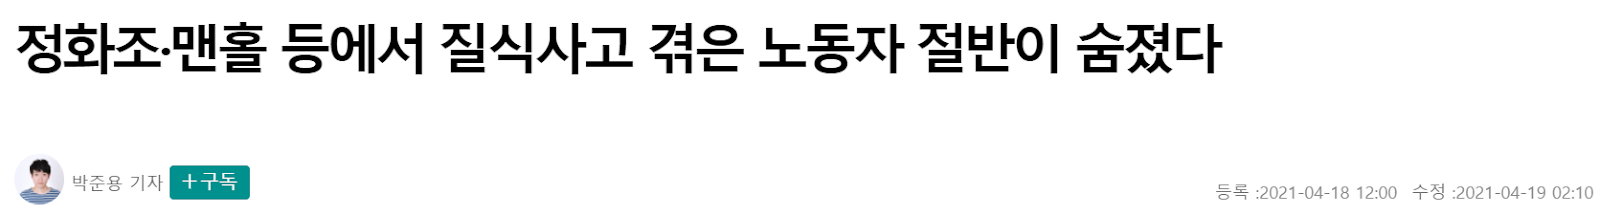 정화조·맨홀 등에서 질식사고 겪은 노동자 절반이 숨졌다
박준용 기자 +구독
등록 :2021-04-18 12:00 수정 :2021-04-19 02:10